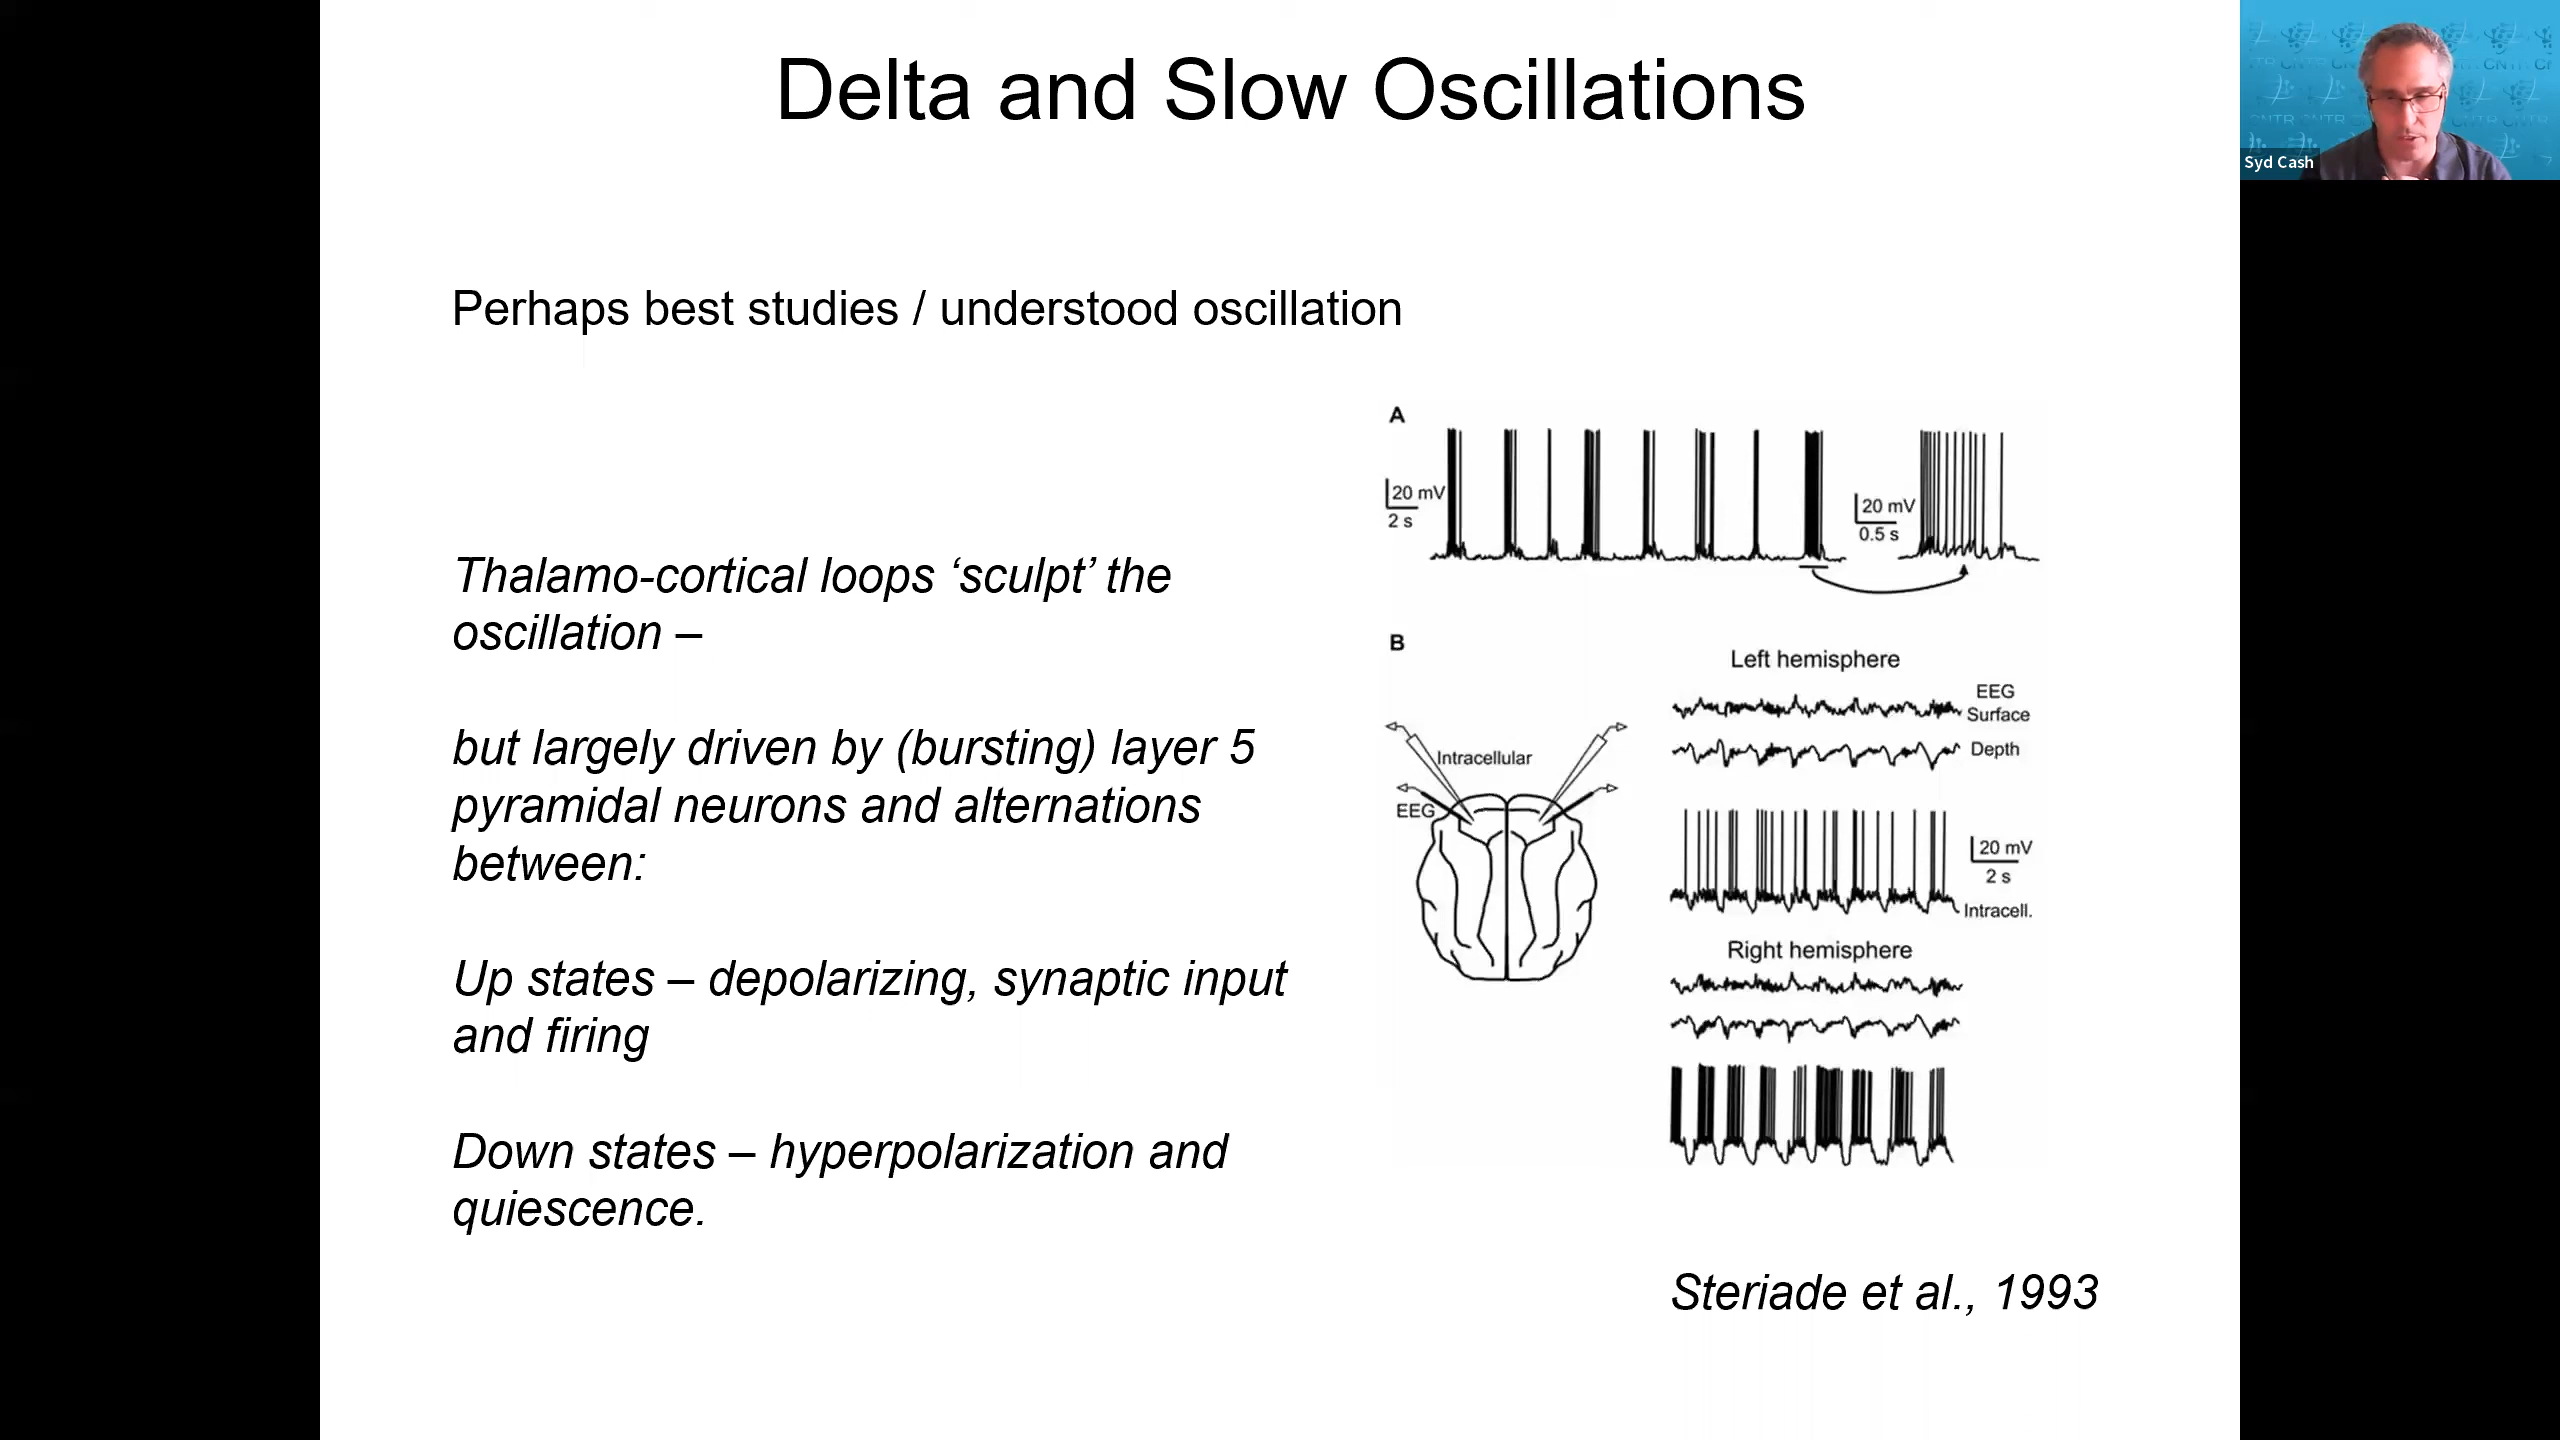 Delta and Slow Oscillations
Syd Cash
Perhaps best studies / understood oscillation
Thalamo-cortical loops ‘sculpt’ the
oscillation –
but largely driven by (bursting) layer 5
pyramidal neurons and alternations
between:
Up states – depolarizing, synaptic input
and firing
Down states – hyperpolarization and
quiescence.
A
20 mV
2 s
20 mV
0.5 s
B
Left hemisphere
EEG
Surface
Depth
Intracellular
EEG
20 mV
2 s
Intracell.
Right hemisphere
Steriade et al., 1993